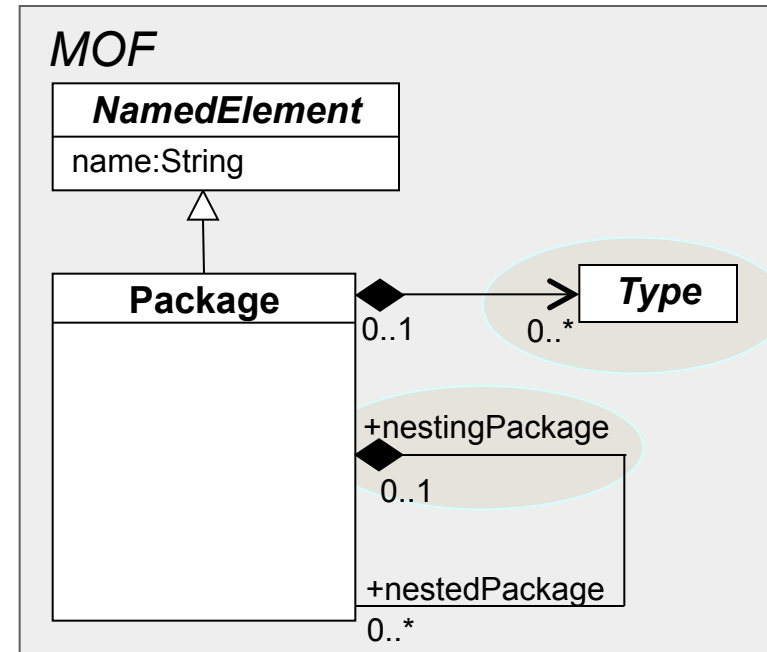 MOF
NamedElement
name:String
Package
Type
0..1
0..*
+nestingPackage
0..1
+nestedPackage
0..*